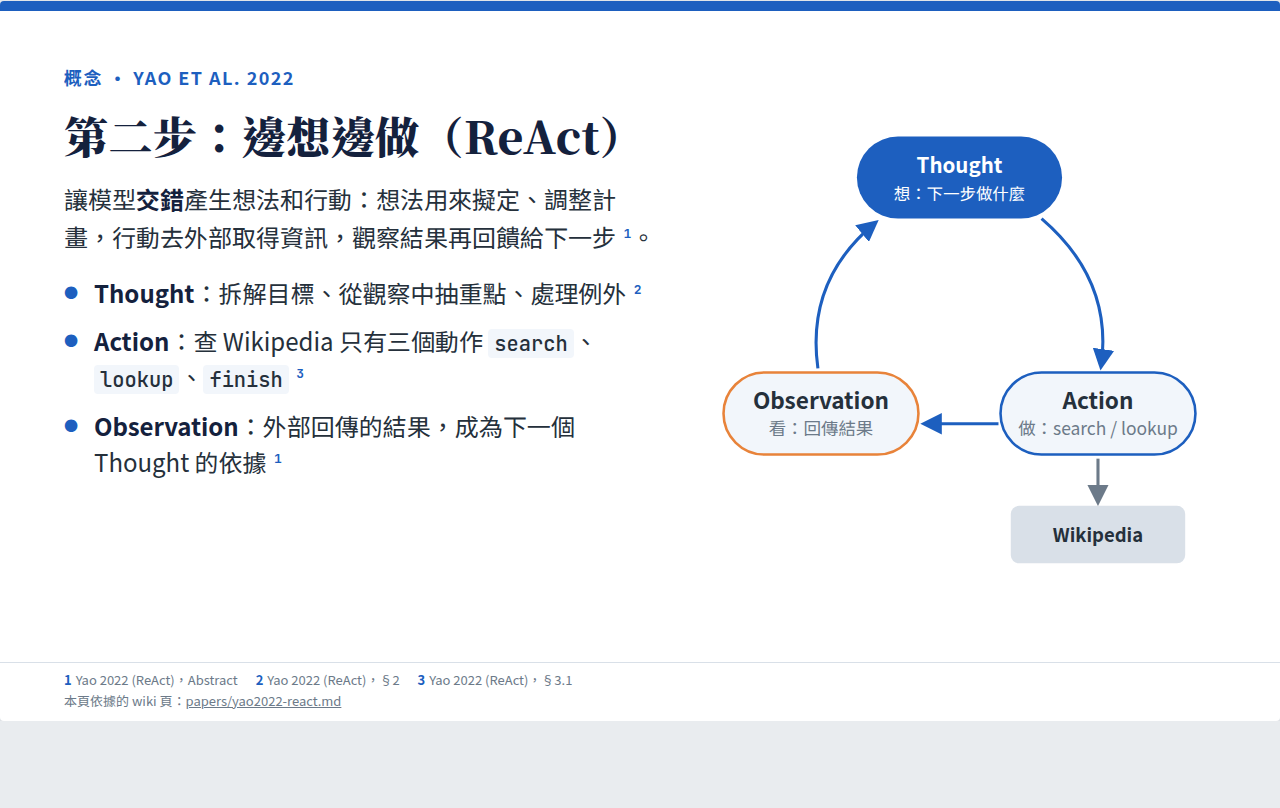 概念 • YAO ET AL. 2022
第二步：邊想邊做（ReAct）
讓模型交錯產生想法和行動：想法用來擬定、調整計
畫，行動去外部取得資訊，觀察結果再回饋給下一步 1 。
Thought：拆解目標、從觀察中抽重點、處理例外 2
Action：查 Wikipedia 只有三個動作 search 、
lookup 、 finish 3
Observation：外部回傳的結果，成為下一個
Thought 的依據 1
Thought
想：下一步做什麼
Observation
看：回傳結果
Action
做：search / lookup
Wikipedia
1 Yao 2022 (ReAct)，Abstract 2 Yao 2022 (ReAct)，§2 3 Yao 2022 (ReAct)，§3.1
本頁依據的 wiki 頁：papers/yao2022-react.md